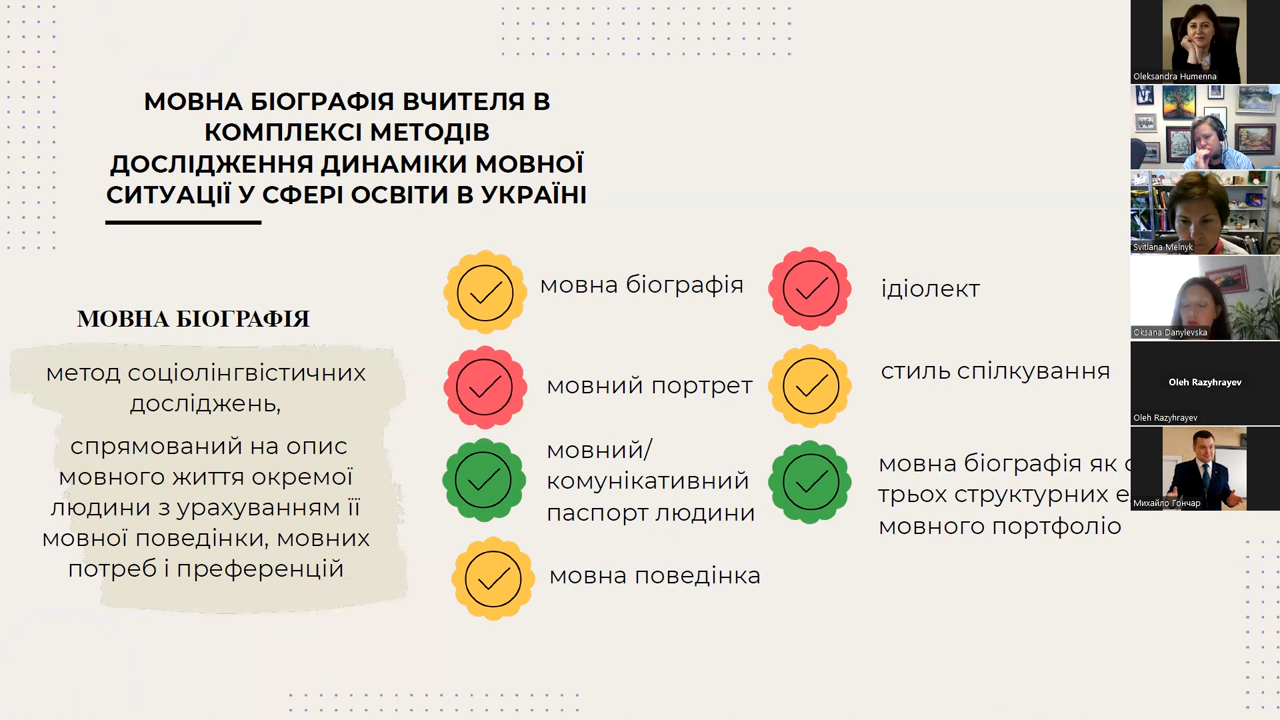 МОВНА БІОГРАФІЯ ВЧИТЕЛЯ В
КОМПЛЕКСІ МЕТОДІВ
ДОСЛІДЖЕННЯ ДИНАМІКИ МОВНОЇ
СИТУАЦІЇ У СФЕРІ ОСВІТИ В УКРАЇНІ
МОВНА БІОГРАФІЯ
метод соціолінгвістичних
досліджень,
спрямований на опис
мовного життя окремої
людини з урахуванням її
мовної поведінки, мовних
потреб і преференцій
мовна біографія
мовний портрет
мовний/
комунікативний
паспорт людини
мовна поведінка
ідіолект
стиль спілкування
мовна біографія як
трьох структурних
мовного портфоліо
Oleksandra Humenna
Svitlana Melnyk
Oksana Danylevska
Oleh Razyhrayev
Oleh Razyhrayev
Михайло Гончар